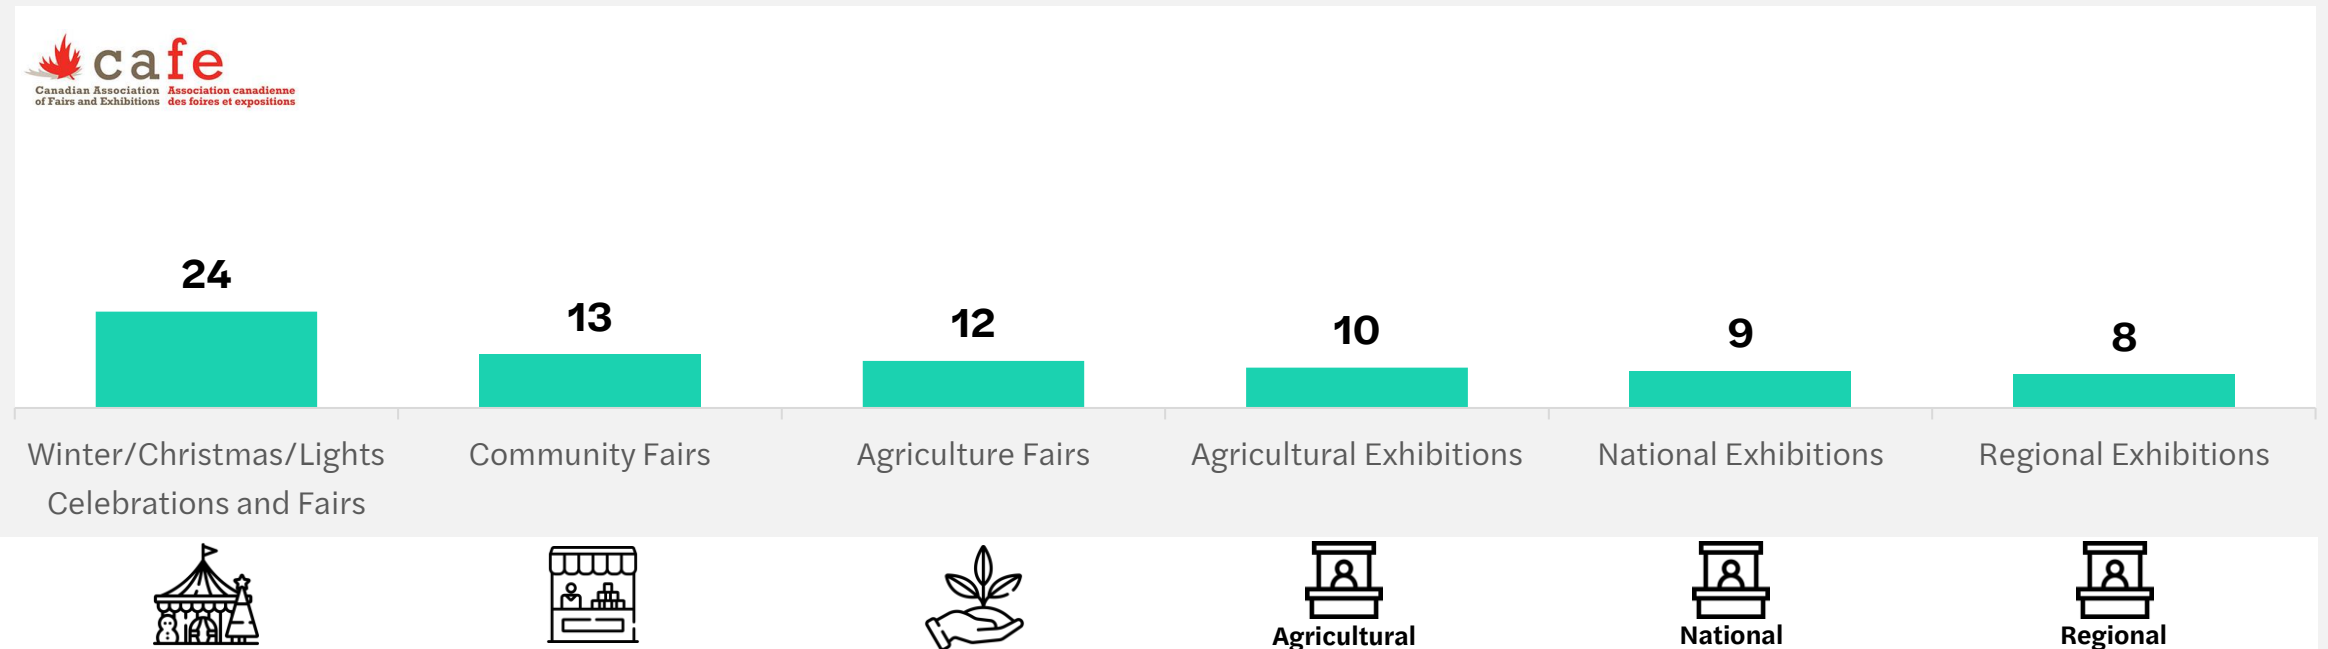 cafe
Canadian Association Association canadienne
of Fairs and Exhibitions des foires et expositions
24
13
12
10
9
8
Winter/Christmas/Lights
Celebrations and Fairs
Community Fairs
Agriculture Fairs
Agricultural Exhibitions
National Exhibitions
Regional Exhibitions
Agricultural
National
Regional